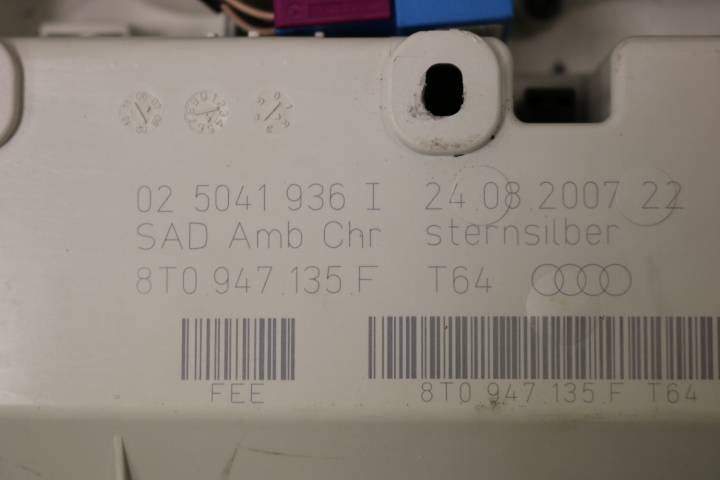 02 5041 936 I 24.08.2007 22
SAD Amb Chr sternsilber
8T0.947.135.F T64
FEE
8T0 947.135.F T64